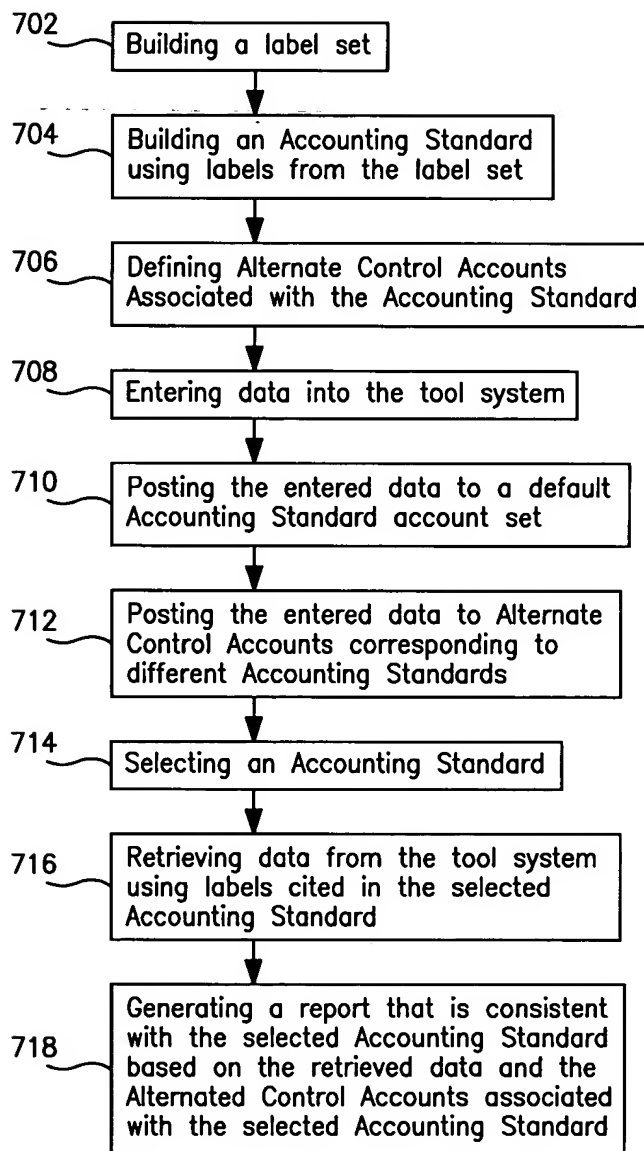 702
Building a label set
704
Building an Accounting Standard
using labels from the label set
706
Defining Alternate Control Accounts
Associated with the Accounting Standard
708
Entering data into the tool system
710
Posting the entered data to a default
Accounting Standard account set
712
Posting the entered data to Alternate
Control Accounts corresponding to
different Accounting Standards
714
Selecting an Accounting Standard
716
Retrieving data from the tool system
using labels cited in the selected
Accounting Standard
718
Generating a report that is consistent
with the selected Accounting Standard
based on the retrieved data and the
Alternated Control Accounts associated
with the selected Accounting Standard